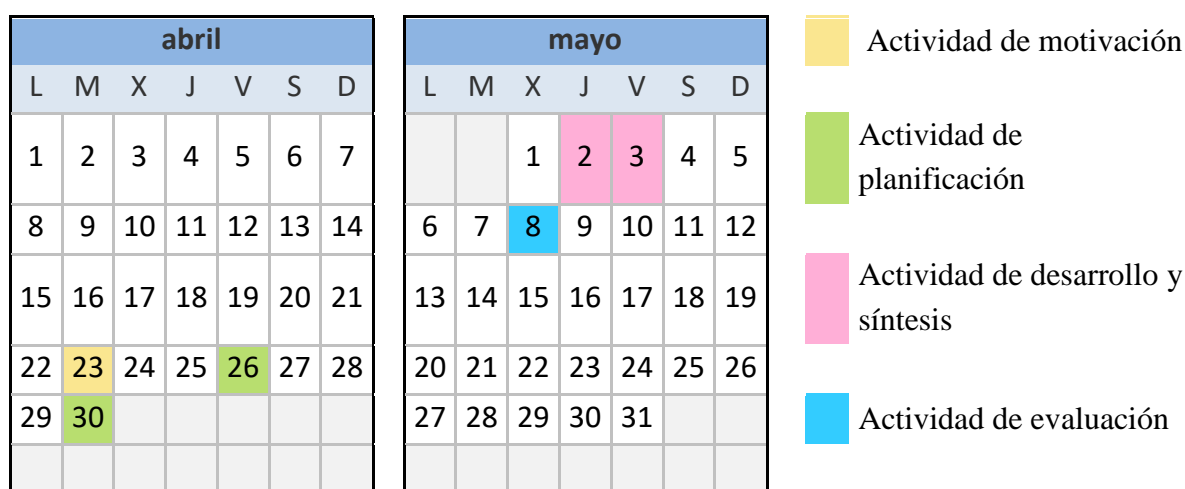 abril
L M X J V S D
1 2 3 4 5 6 7
8 9 10 11 12 13 14
15 16 17 18 19 20 21
22 23 24 25 26 27 28
29 30
mayo
L M X J V S D
1 2 3 4 5
6 7 8 9 10 11 12
13 14 15 16 17 18 19
20 21 22 23 24 25 26
27 28 29 30 31
Actividad de motivación
Actividad de
planificación
Actividad de desarrollo y
síntesis
Actividad de evaluación